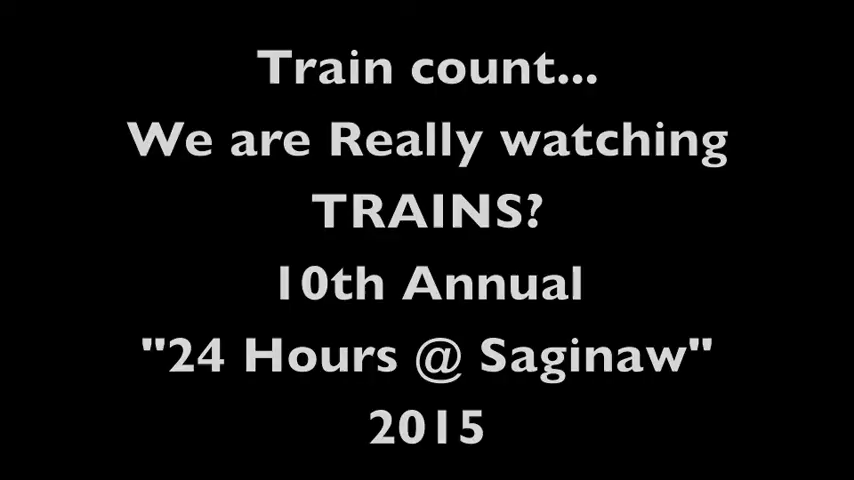 Train count...
We are Really watching
TRAINS?
10th Annual
"24 Hours @ Saginaw"
2015